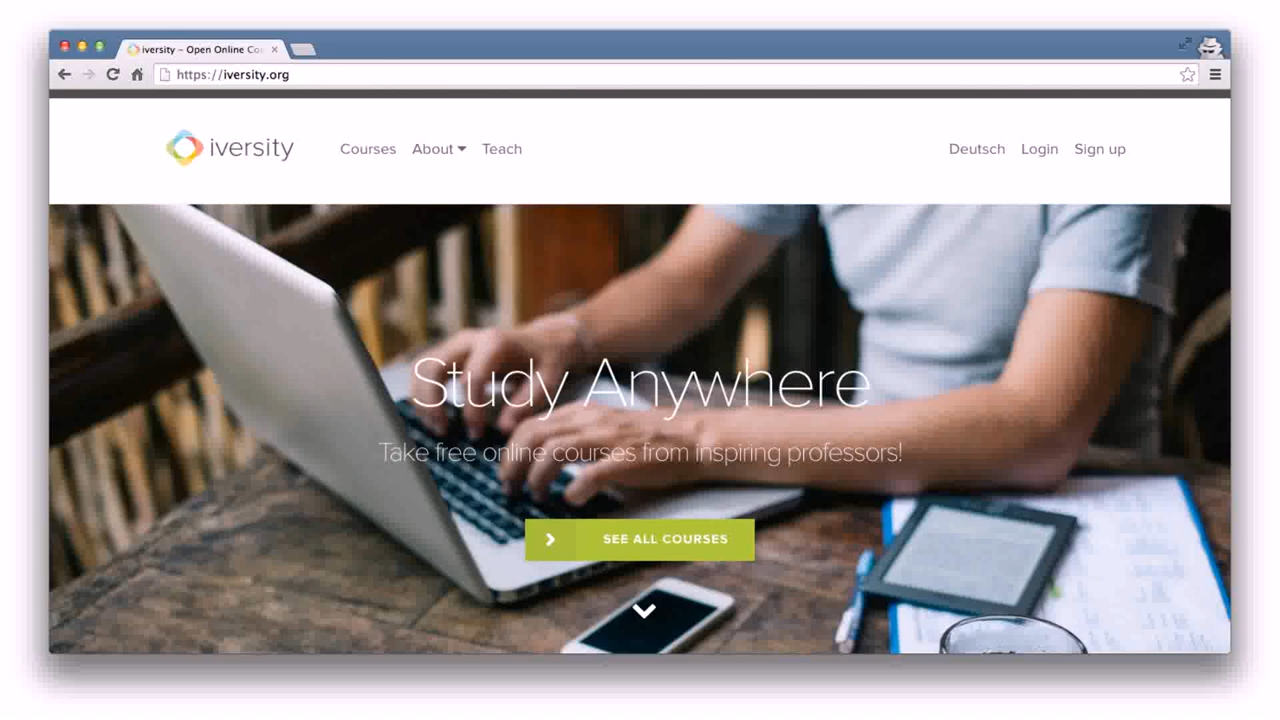 iversity – Open Online Co
https://iversity.org
iversity
Courses About Teach
Deutsch Login Sign up
Study Anywhere
Take free online courses from inspiring professors!
SEE ALL COURSES